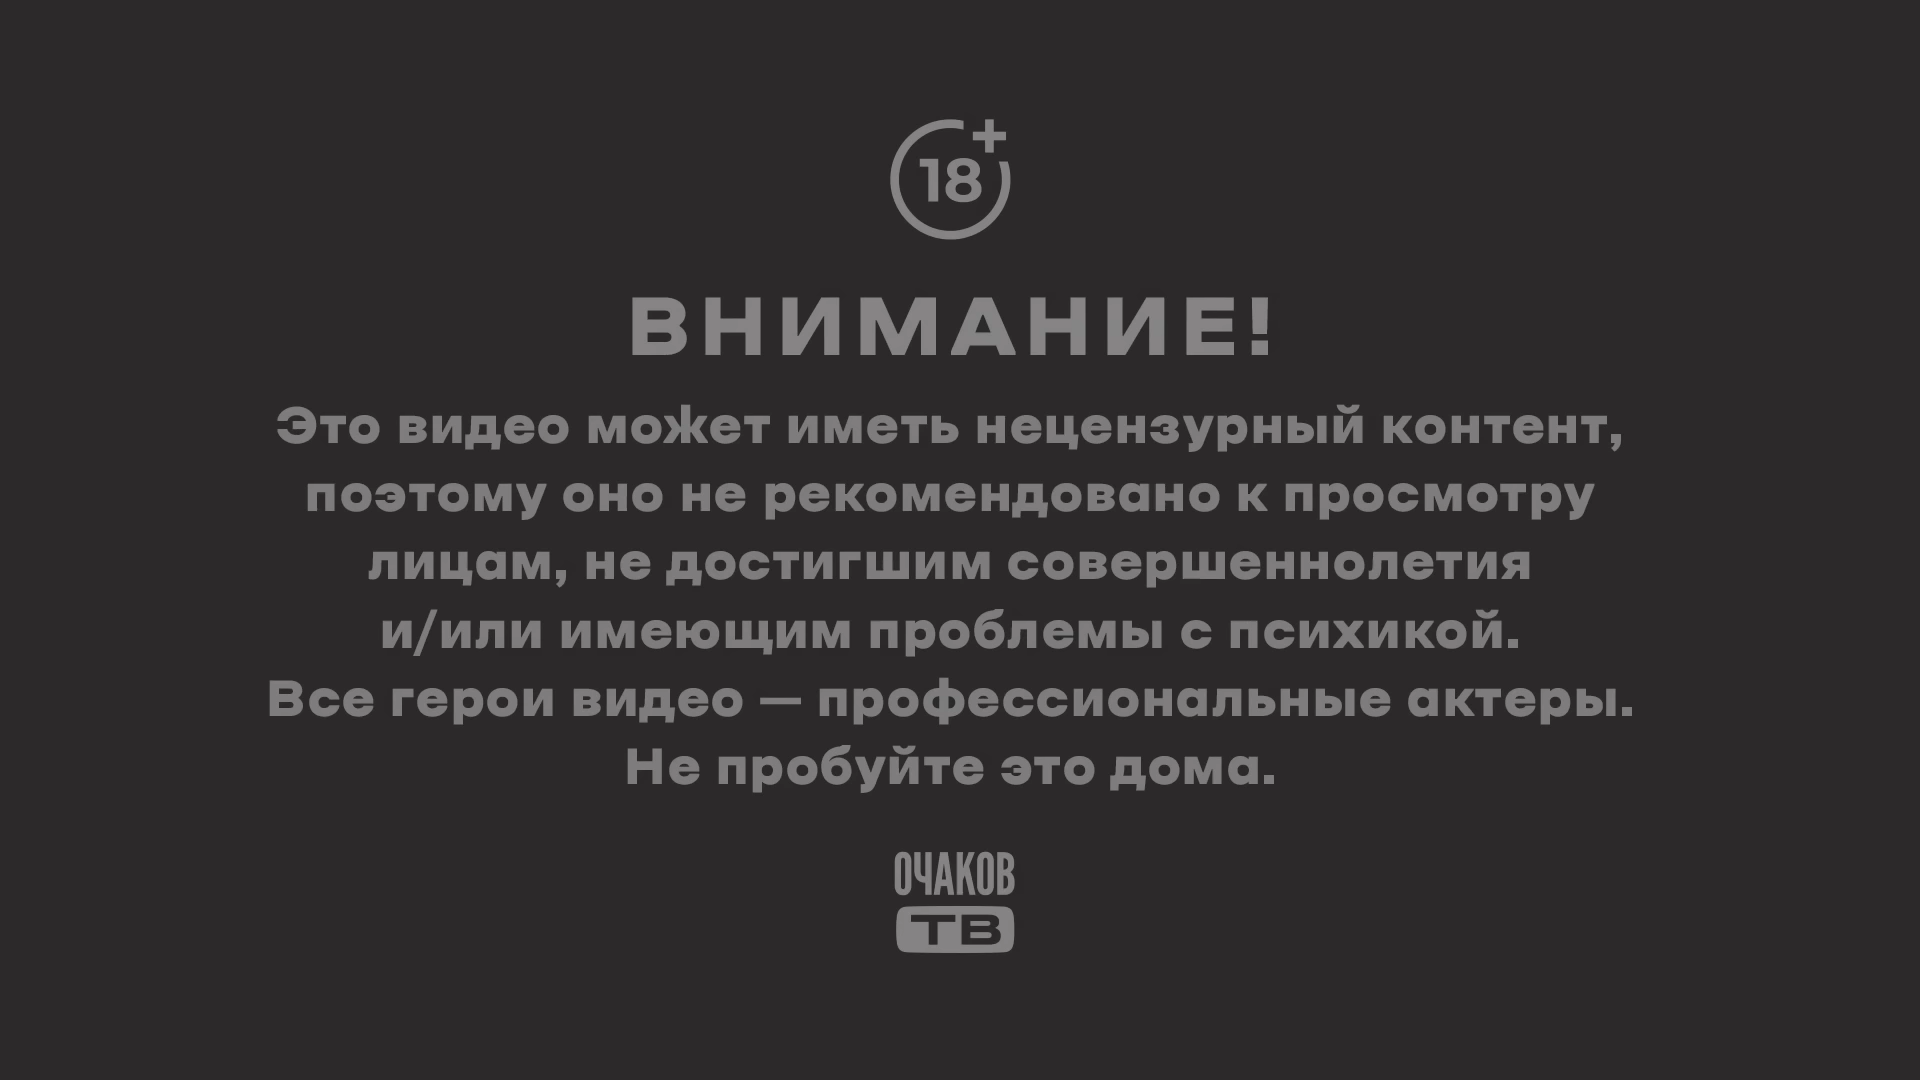 18+
ВНИМАНИЕ!
Это видео может иметь нецензурный контент,
поэтому оно не рекомендовано к просмотру
лицам, не достигшим совершеннолетия
и/или имеющим проблемы с психикой.
Все герои видео — профессиональные актеры.
Не пробуйте это дома.
ОЧАКОВ
ТВ